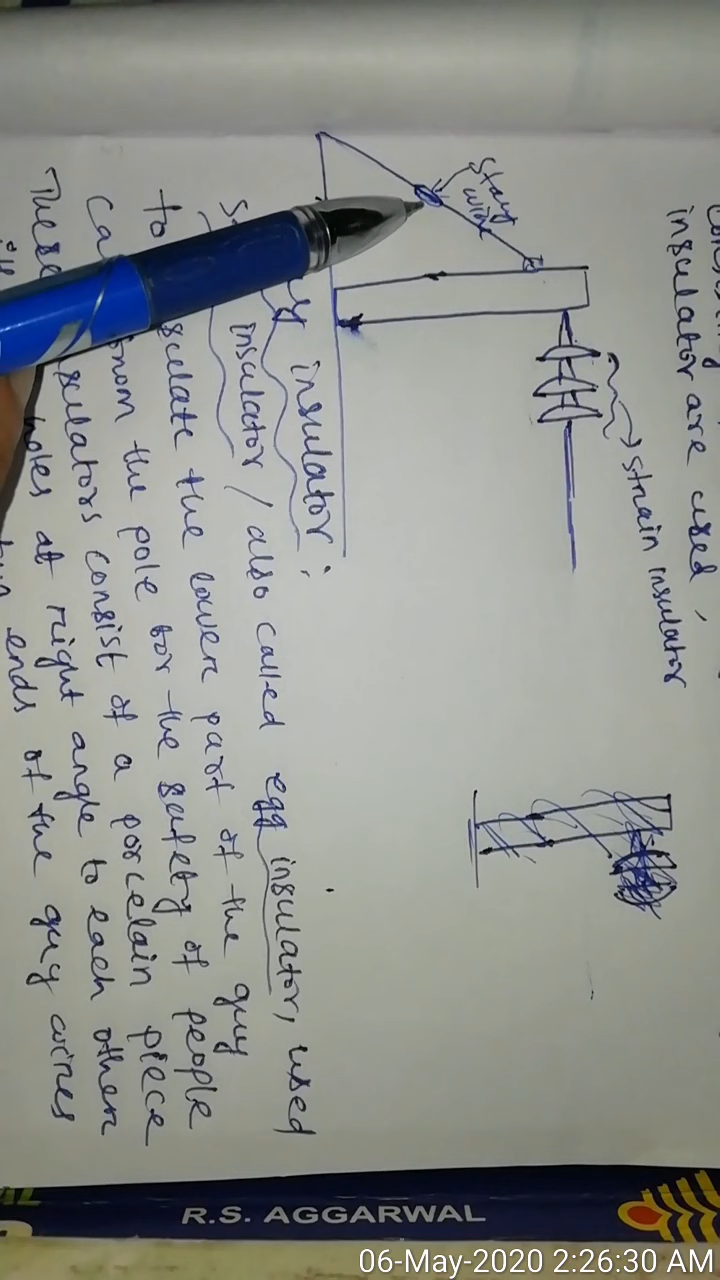 insulator are used,
strain insulator
stay
wire
insulator:
insulator / also called egg insulator, used
to insulate the lower part of the guy
from the pole for the safety of people
These insulators consist of a porcelain piece
holes at right angle to each other
ends of the guy wires
R.S. AGGARWAL
06-May-2020 2:26:30 AM